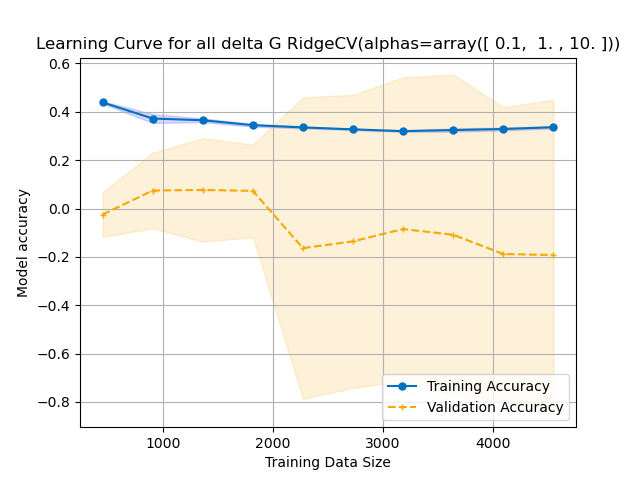 Learning Curve for all delta G RidgeCV(alphas=array([ 0.1,  1. , 10. ]))
0.6
0.4
0.2
0.0
−0.2
−0.4
−0.6
−0.8
Model accuracy
Training Accuracy
Validation Accuracy
1000 2000 3000 4000
Training Data Size